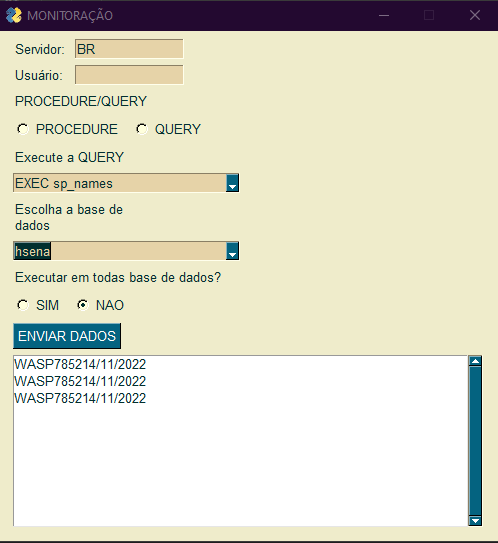 MONITORAÇÃO
Servidor: BR
Usuário:
PROCEDURE/QUERY
PROCEDURE QUERY
Execute a QUERY
EXEC sp_names
Escolha a base de
dados
hsena
Executar em todas base de dados?
SIM NAO
ENVIAR DADOS
WASP785214/11/2022
WASP785214/11/2022
WASP785214/11/2022